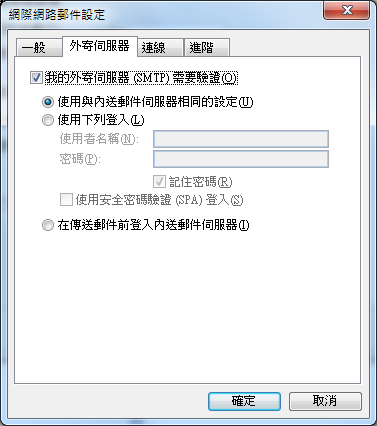 網際網路郵件設定
一般 外寄伺服器 連線 進階
我的外寄伺服器 (SMTP) 需要驗證(O)
使用與內送郵件伺服器相同的設定(U)
使用下列登入(L)
使用者名稱(N):
密碼(P):
記住密碼(R)
使用安全密碼驗證 (SPA) 登入(S)
在傳送郵件前登入內送郵件伺服器(I)
確定 取消